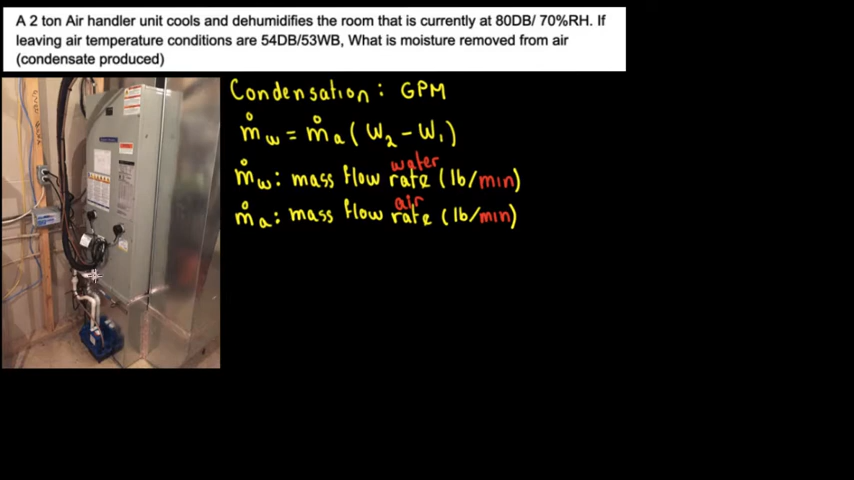 A 2 ton Air handler unit cools and dehumidifies the room that is currently at 80DB/ 70%RH. If
leaving air temperature conditions are 54DB/53WB, What is moisture removed from air
(condensate produced)
Condensation: GPM
ṁw = ṁa (W2 - W1)
water
ṁw: mass flow rate (lb/min)
air
ṁa: mass flow rate (lb/min)